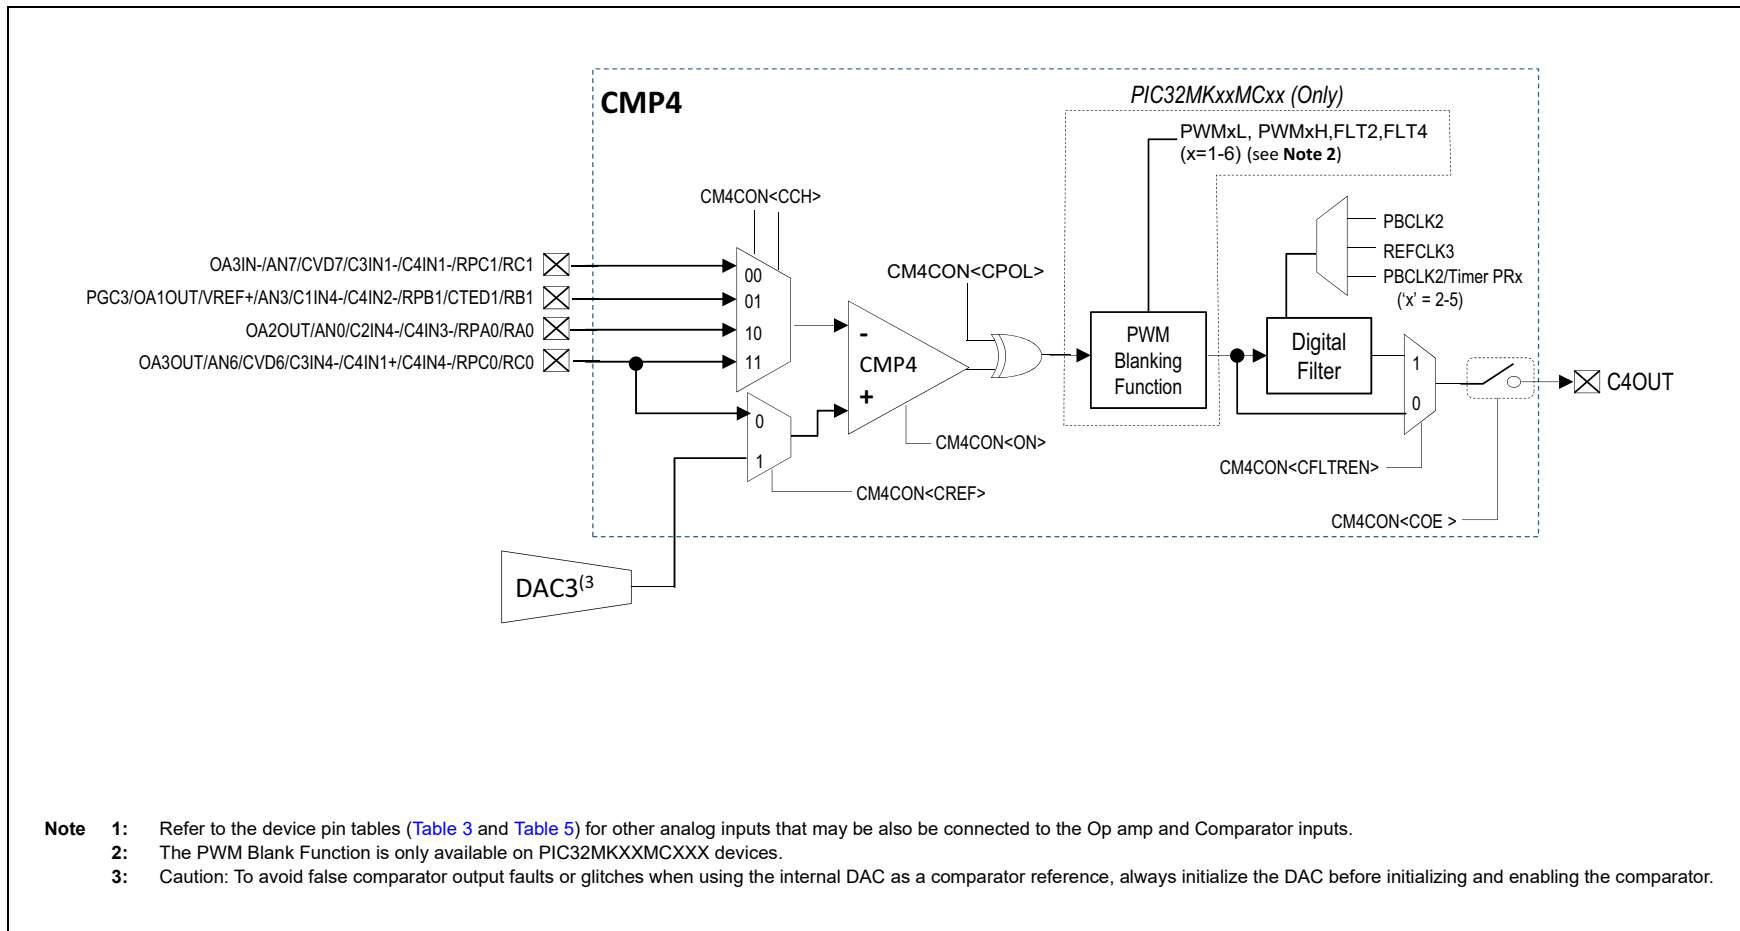 CMP4
PIC32MKxxMCxx (Only)
PWMxL, PWMxH,FLT2,FLT4
(x=1-6) (see Note 2)
CM4CON<CCH>
PBCLK2
REFCLK3
PBCLK2/Timer PRx
('x' = 2-5)
OA3IN-/AN7/CVD7/C3IN1-/C4IN1-/RPC1/RC1
PGC3/OA1OUT/VREF+/AN3/C1IN4-/C4IN2-/RPB1/CTED1/RB1
OA2OUT/AN0/C2IN4-/C4IN3-/RPA0/RA0
OA3OUT/AN6/CVD6/C3IN4-/C4IN1+/C4IN4-/RPC0/RC0
00
01
10
11
CM4CON<CPOL>
-
CMP4
+
PWM
Blanking
Function
Digital
Filter
1
0
C4OUT
0
1
CM4CON<ON>
CM4CON<CREF>
CM4CON<CFLTREN>
CM4CON<COE >
DAC3(3
Note 1: Refer to the device pin tables (Table 3 and Table 5) for other analog inputs that may be also be connected to the Op amp and Comparator inputs.
2: The PWM Blank Function is only available on PIC32MKXXMCXXX devices.
3: Caution: To avoid false comparator output faults or glitches when using the internal DAC as a comparator reference, always initialize the DAC before initializing and enabling the comparator.